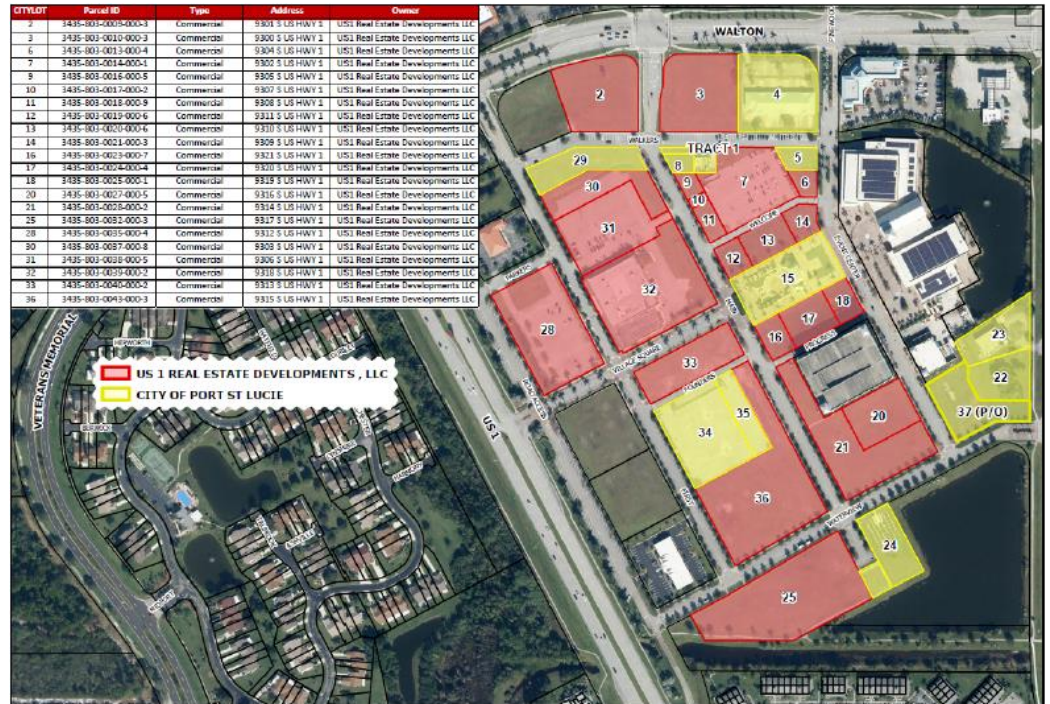 CITYLOT Parcel ID Type Address Owner
2 3435-803-0009-000-3 Commercial 9301 S US HWY 1 US1 Real Estate Developments LLC
3 3435-803-0010-000-3 Commercial 9300 S US HWY 1 US1 Real Estate Developments LLC
6 3435-803-0013-000-4 Commercial 9304 S US HWY 1 US1 Real Estate Developments LLC
7 3435-803-0014-000-1 Commercial 9302 S US HWY 1 US1 Real Estate Developments LLC
9 3435-803-0016-000-5 Commercial 9305 S US HWY 1 US1 Real Estate Developments LLC
10 3435-803-0017-000-2 Commercial 9307 S US HWY 1 US1 Real Estate Developments LLC
11 3435-803-0018-000-9 Commercial 9308 S US HWY 1 US1 Real Estate Developments LLC
12 3435-803-0019-000-6 Commercial 9311 S US HWY 1 US1 Real Estate Developments LLC
13 3435-803-0020-000-6 Commercial 9310 S US HWY 1 US1 Real Estate Developments LLC
14 3435-803-0021-000-3 Commercial 9309 S US HWY 1 US1 Real Estate Developments LLC
16 3435-803-0023-000-7 Commercial 9321 S US HWY 1 US1 Real Estate Developments LLC
17 3435-803-0024-000-4 Commercial 9320 S US HWY 1 US1 Real Estate Developments LLC
18 3435-803-0025-000-1 Commercial 9319 S US HWY 1 US1 Real Estate Developments LLC
20 3435-803-0027-000-5 Commercial 9316 S US HWY 1 US1 Real Estate Developments LLC
21 3435-803-0028-000-2 Commercial 9314 S US HWY 1 US1 Real Estate Developments LLC
25 3435-803-0032-000-3 Commercial 9317 S US HWY 1 US1 Real Estate Developments LLC
28 3435-803-0035-000-4 Commercial 9312 S US HWY 1 US1 Real Estate Developments LLC
30 3435-803-0037-000-8 Commercial 9303 S US HWY 1 US1 Real Estate Developments LLC
31 3435-803-0038-000-5 Commercial 9306 S US HWY 1 US1 Real Estate Developments LLC
32 3435-803-0039-000-2 Commercial 9318 S US HWY 1 US1 Real Estate Developments LLC
33 3435-803-0040-000-2 Commercial 9313 S US HWY 1 US1 Real Estate Developments LLC
36 3435-803-0043-000-3 Commercial 9315 S US HWY 1 US1 Real Estate Developments LLC
WALTON
2
3
4
WALKERS
TRACT 1
29
8
5
30
9
7
6
10
31
11
WELCOME
14
13
12
15
PARKERS
32
MAIN
18
28
17
16
33
VILLAGE SQUARE
FOUNTAINS
23
22
37 (P/O)
35
34
20
21
36
HURST
WATERVIEW
24
25
VETERANS MEMORIAL
HEPWORTH
US 1
US 1 REAL ESTATE DEVELOPMENTS , LLC
CITY OF PORT ST LUCIE